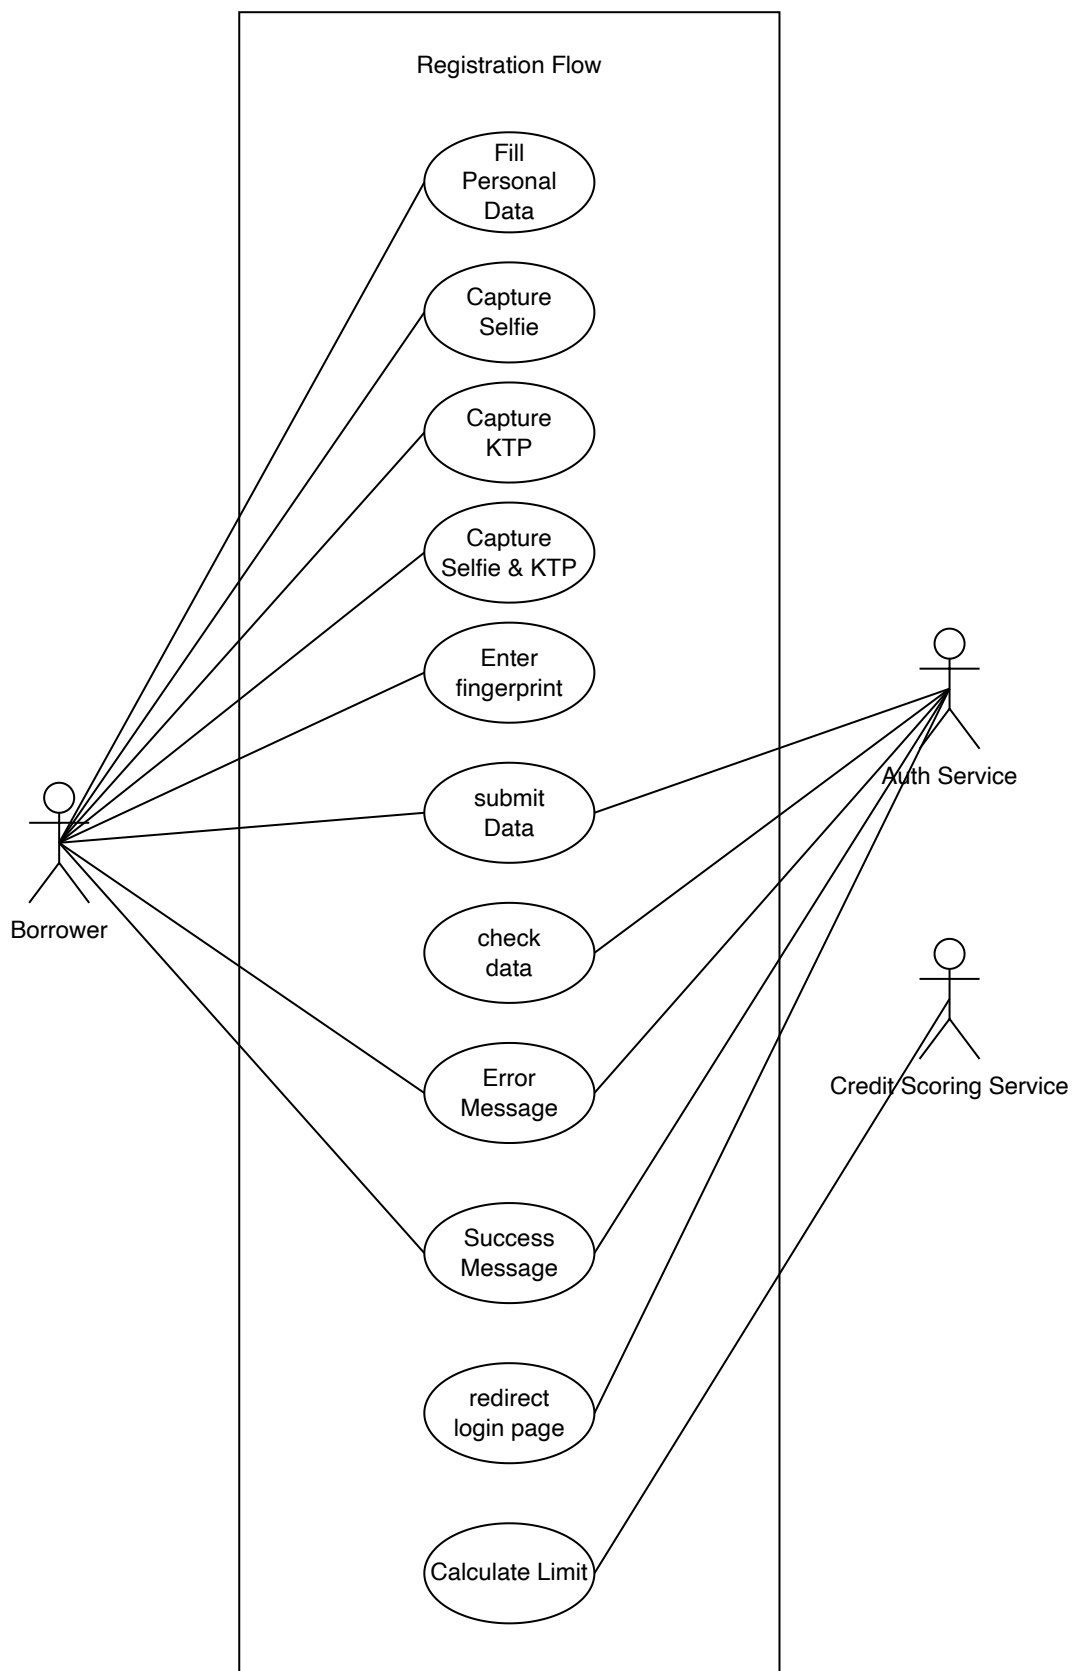 Registration Flow
Fill
Personal
Data
Capture
Selfie
Capture
KTP
Capture
Selfie & KTP
Enter
fingerprint
submit
Data
Auth Service
Borrower
check
data
Error
Message
Credit Scoring Service
Success
Message
redirect
login page
Calculate Limit